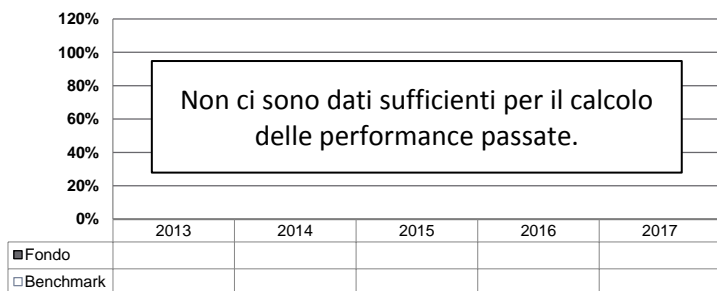 120%
100%
80%
60%
40%
20%
0%
Non ci sono dati sufficienti per il calcolo
delle performance passate.
2013 2014 2015 2016 2017
Fondo
Benchmark